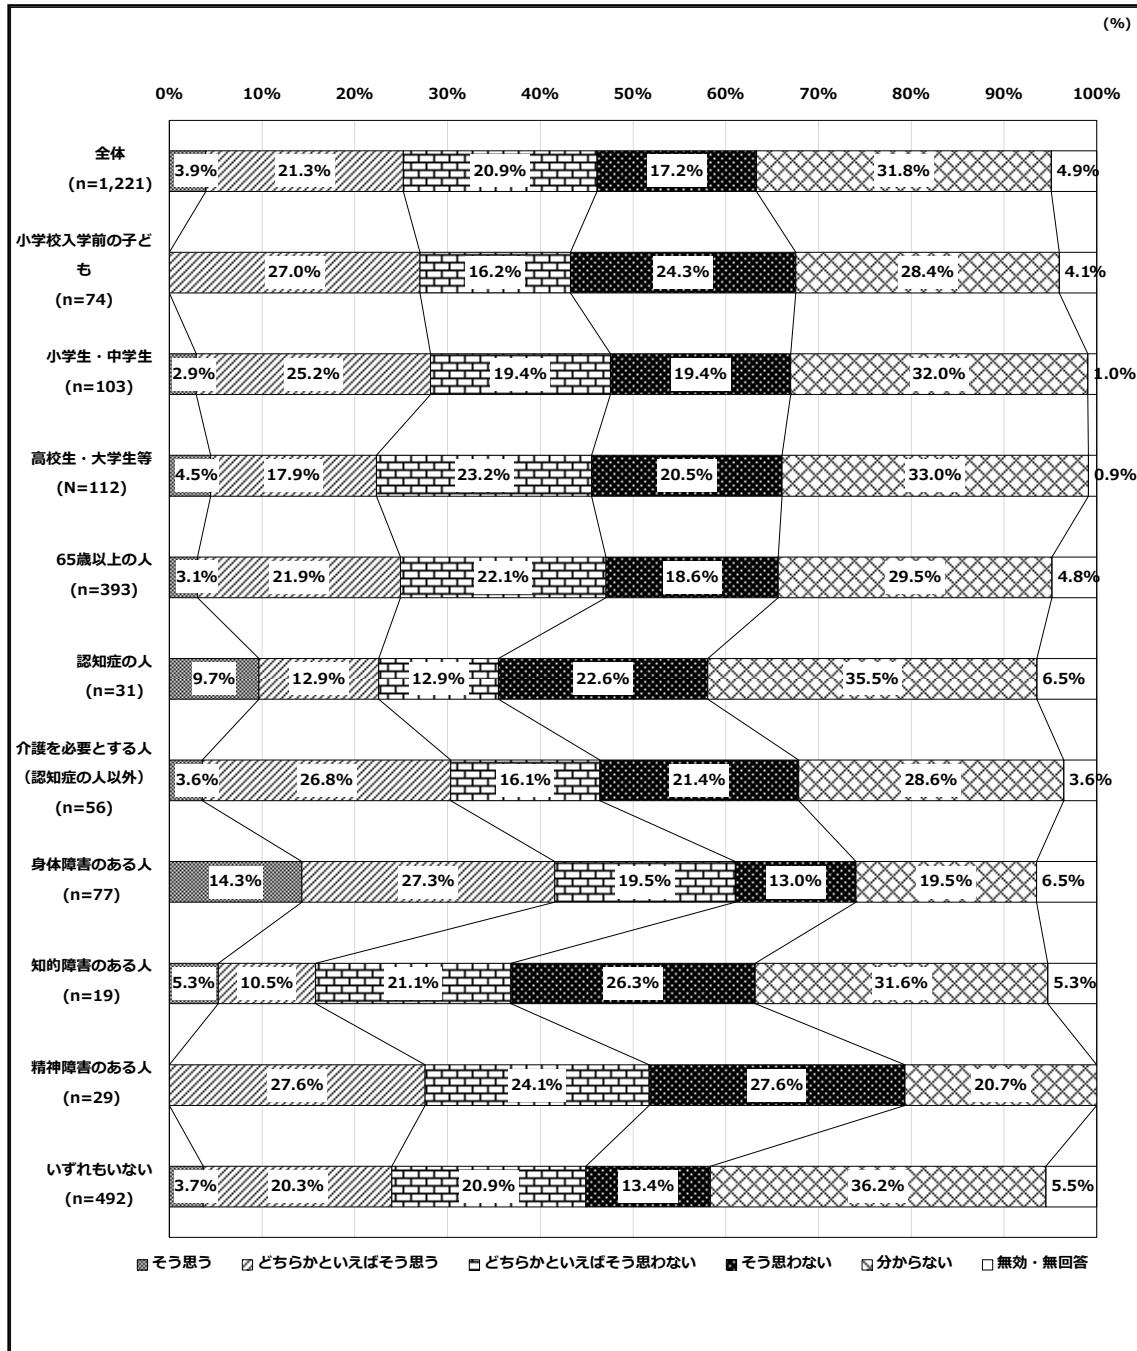 (%)
0% 10% 20% 30% 40% 50% 60% 70% 80% 90% 100%
全体
(n=1,221)
3.9% 21.3% 20.9% 17.2% 31.8% 4.9%
小学校入学前の子ど
も
(n=74)
27.0% 16.2% 24.3% 28.4% 4.1%
小学生・中学生
(n=103)
2.9% 25.2% 19.4% 19.4% 32.0% 1.0%
高校生・大学生等
(N=112)
4.5% 17.9% 23.2% 20.5% 33.0% 0.9%
65歳以上の人
(n=393)
3.1% 21.9% 22.1% 18.6% 29.5% 4.8%
認知症の人
(n=31)
9.7% 12.9% 12.9% 22.6% 35.5% 6.5%
介護を必要とする人
（認知症の人以外）
(n=56)
3.6% 26.8% 16.1% 21.4% 28.6% 3.6%
身体障害のある人
(n=77)
14.3% 27.3% 19.5% 13.0% 19.5% 6.5%
知的障害のある人
(n=19)
5.3% 10.5% 21.1% 26.3% 31.6% 5.3%
精神障害のある人
(n=29)
27.6% 24.1% 27.6% 20.7%
いずれもいない
(n=492)
3.7% 20.3% 20.9% 13.4% 36.2% 5.5%
そう思う どちらかといえばそう思う どちらかといえばそう思わない そう思わない 分からない 無効・無回答